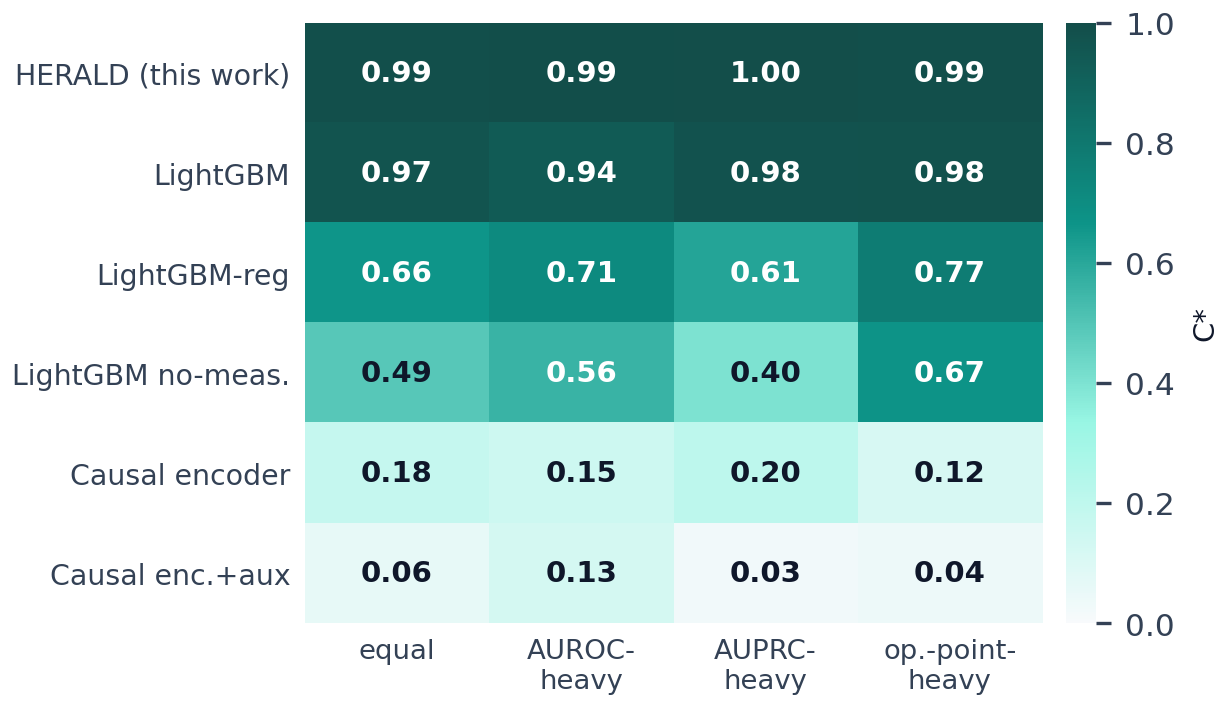 HERALD (this work) 0.99 0.99 1.00 0.99
LightGBM 0.97 0.94 0.98 0.98
LightGBM-reg 0.66 0.71 0.61 0.77
LightGBM no-meas. 0.49 0.56 0.40 0.67
Causal encoder 0.18 0.15 0.20 0.12
Causal enc.+aux 0.06 0.13 0.03 0.04
equal AUROC- AUPRC- op.-point-
heavy heavy heavy
1.0
0.8
0.6
0.4
0.2
0.0
C*